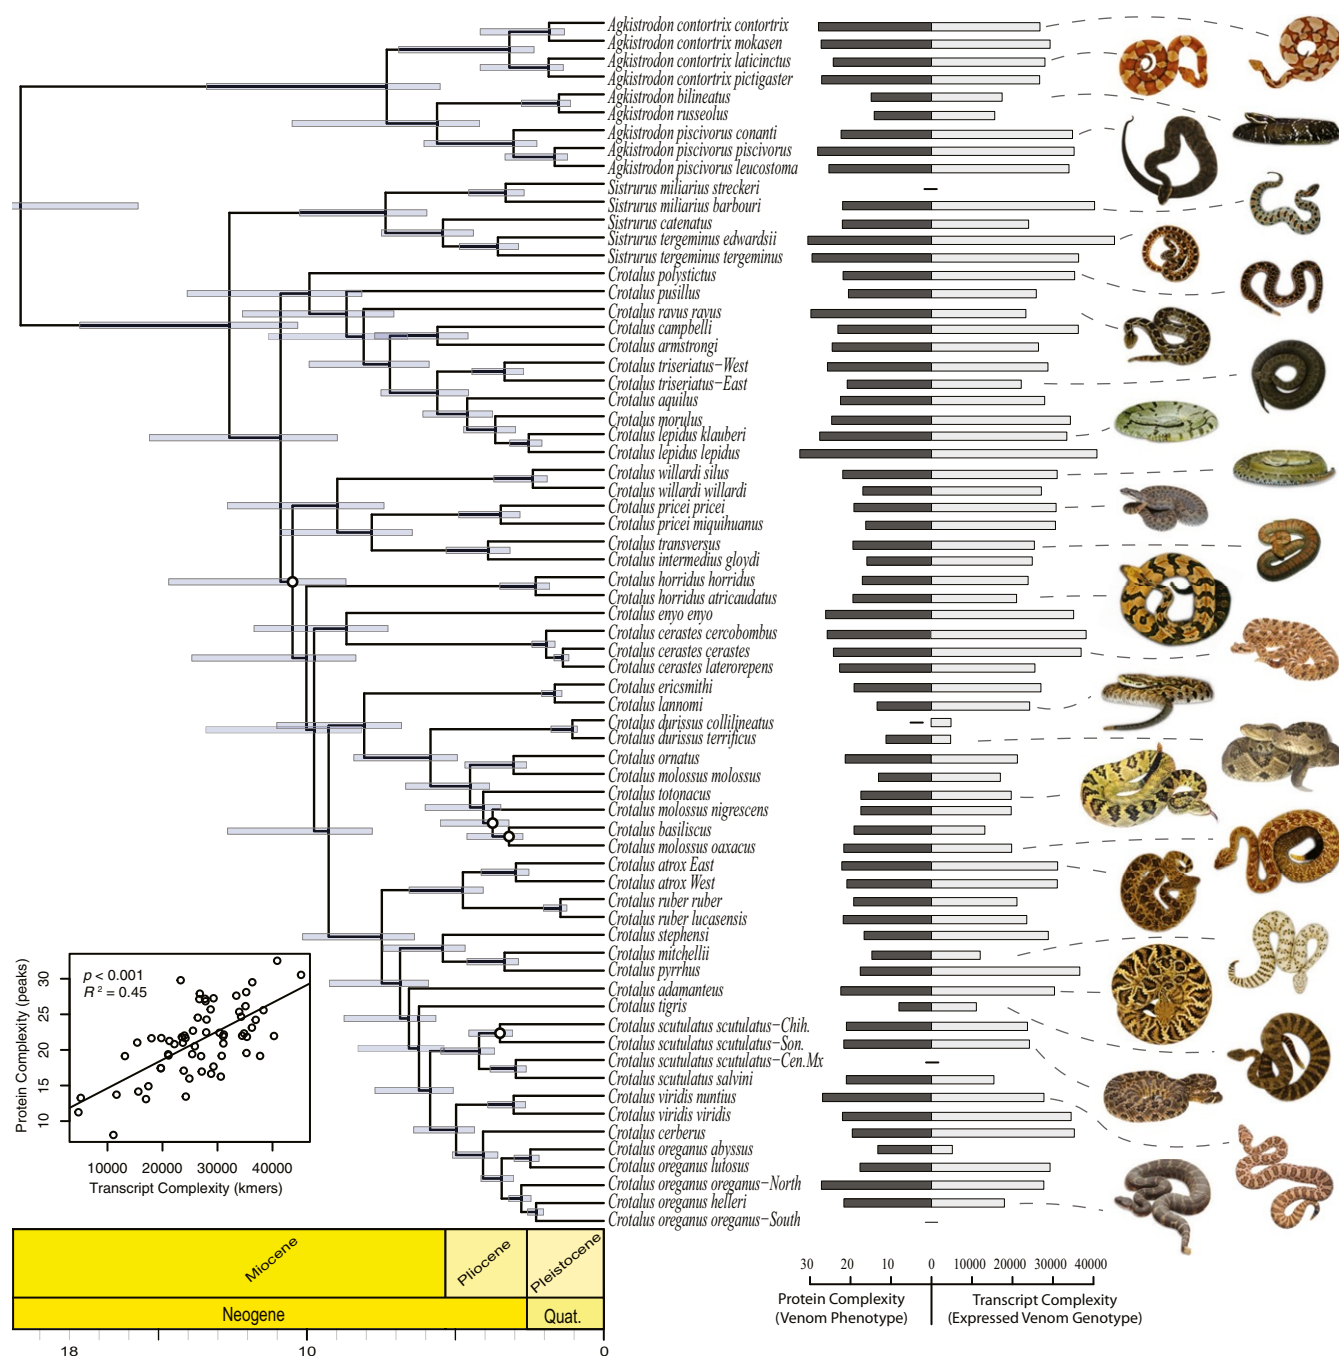 Agkistrodon contortrix contortrix
Agkistrodon contortrix mokasen
Agkistrodon contortrix laticinctus
Agkistrodon contortrix pictigaster
Agkistrodon bilineatus
Agkistrodon russeolus
Agkistrodon piscivorus conanti
Agkistrodon piscivorus piscivorus
Agkistrodon piscivorus leucostoma
Sistrurus miliarius streckeri
Sistrurus miliarius barbouri
Sistrurus catenatus
Sistrurus tergeminus edwardsii
Sistrurus tergeminus tergeminus
Crotalus polystictus
Crotalus pusillus
Crotalus ravus ravus
Crotalus campbelli
Crotalus armstrongi
Crotalus triseriatus−West
Crotalus triseriatus−East
Crotalus aquilus
Crotalus morulus
Crotalus lepidus klauberi
Crotalus lepidus lepidus
Crotalus willardi silus
Crotalus willardi willardi
Crotalus pricei pricei
Crotalus pricei miquihuanus
Crotalus transversus
Crotalus intermedius gloydi
Crotalus horridus horridus
Crotalus horridus atricaudatus
Crotalus enyo enyo
Crotalus cerastes cercobombus
Crotalus cerastes cerastes
Crotalus cerastes laterorepens
Crotalus ericsmithi
Crotalus lannomi
Crotalus durissus collilineatus
Crotalus durissus terrificus
Crotalus ornatus
Crotalus molossus molossus
Crotalus totonacus
Crotalus molossus nigrescens
Crotalus basiliscus
Crotalus molossus oaxacus
Crotalus atrox East
Crotalus atrox West
Crotalus ruber ruber
Crotalus ruber lucasensis
Crotalus stephensi
Crotalus mitchellii
Crotalus pyrrhus
Crotalus adamanteus
Crotalus tigris
Crotalus scutulatus scutulatus−Chih.
Crotalus scutulatus scutulatus−Son.
Crotalus scutulatus scutulatus−Cen.Mx
Crotalus scutulatus salvini
Crotalus viridis nuntius
Crotalus viridis viridis
Crotalus cerberus
Crotalus oreganus abyssus
Crotalus oreganus lutosus
Crotalus oreganus oreganus−North
Crotalus oreganus helleri
Crotalus oreganus oreganus−South
p < 0.001
R² = 0.45
Protein Complexity (peaks)
10 15 20 25 30
10000 20000 30000 40000
Transcript Complexity (kmers)
Miocene
Pliocene
Pleistocene
Neogene
Quat.
18 10 0
30 20 10 0 10000 20000 30000 40000
Protein Complexity
(Venom Phenotype)
Transcript Complexity
(Expressed Venom Genotype)